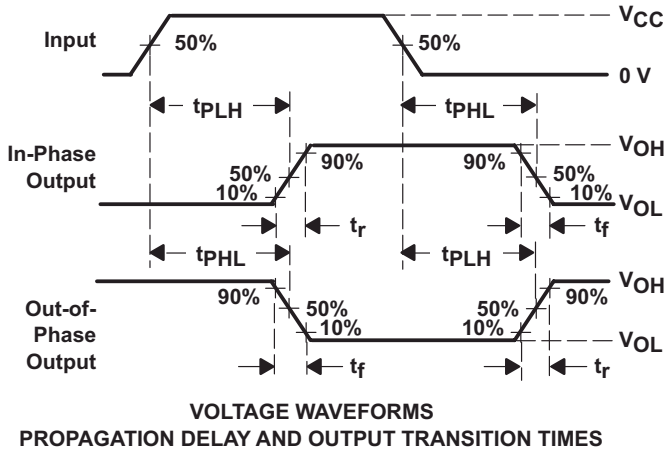 Input
50%
50%
VCC
0 V
tPLH
tPHL
In-Phase
Output
50%
10%
90%
90%
50%
10%
VOH
VOL
tr
tf
tPHL
tPLH
Out-of-
Phase
Output
90%
50%
10%
50%
10%
90%
VOH
VOL
tf
tr
VOLTAGE WAVEFORMS
PROPAGATION DELAY AND OUTPUT TRANSITION TIMES